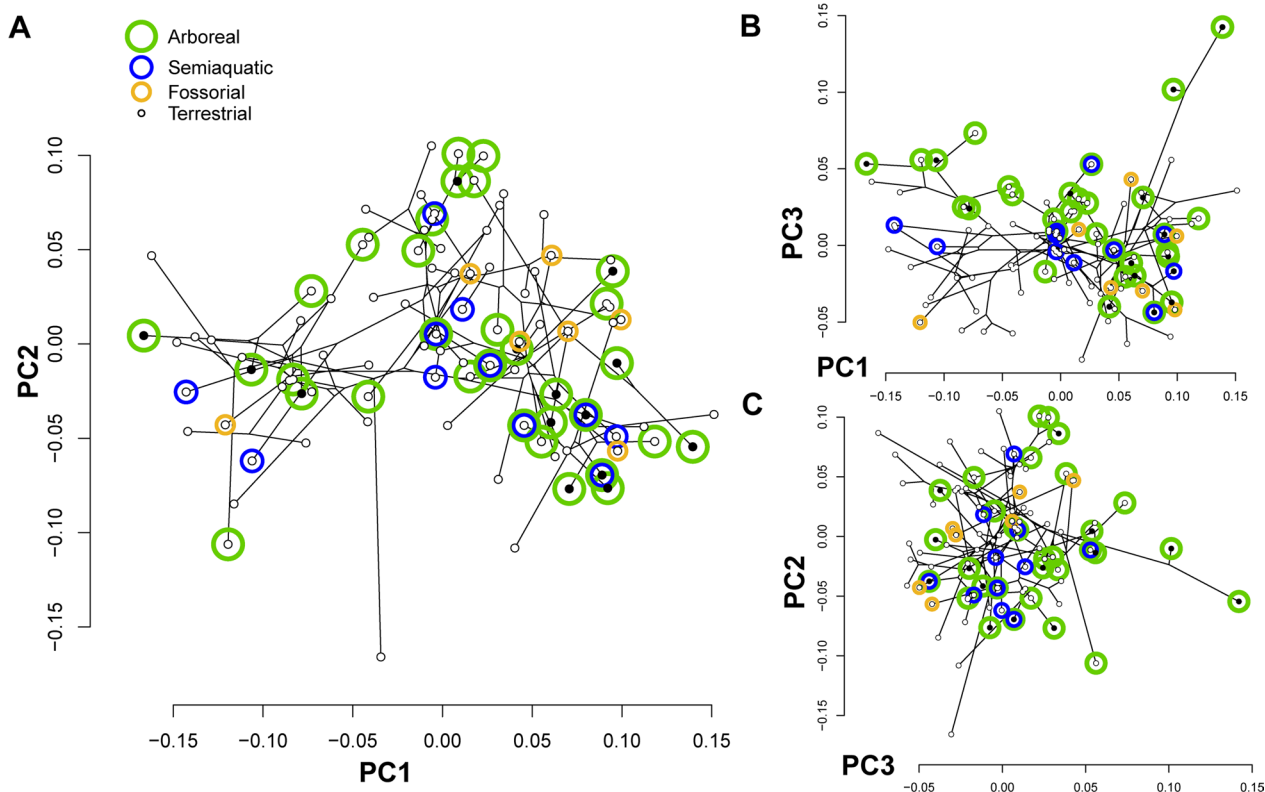 A
Arboreal
Semiaquatic
Fossorial
Terrestrial
0.10
0.05
0.00
−0.05
−0.10
−0.15
PC2
−0.15 −0.10 −0.05 0.00 0.05 0.10 0.15
PC1
B
0.15
0.10
0.05
0.00
-0.05
PC3
PC1
-0.15 -0.10 -0.05 0.00 0.05 0.10 0.15
C
0.10
0.05
0.00
-0.05
-0.10
-0.15
PC2
PC3
-0.05 0.00 0.05 0.10 0.15